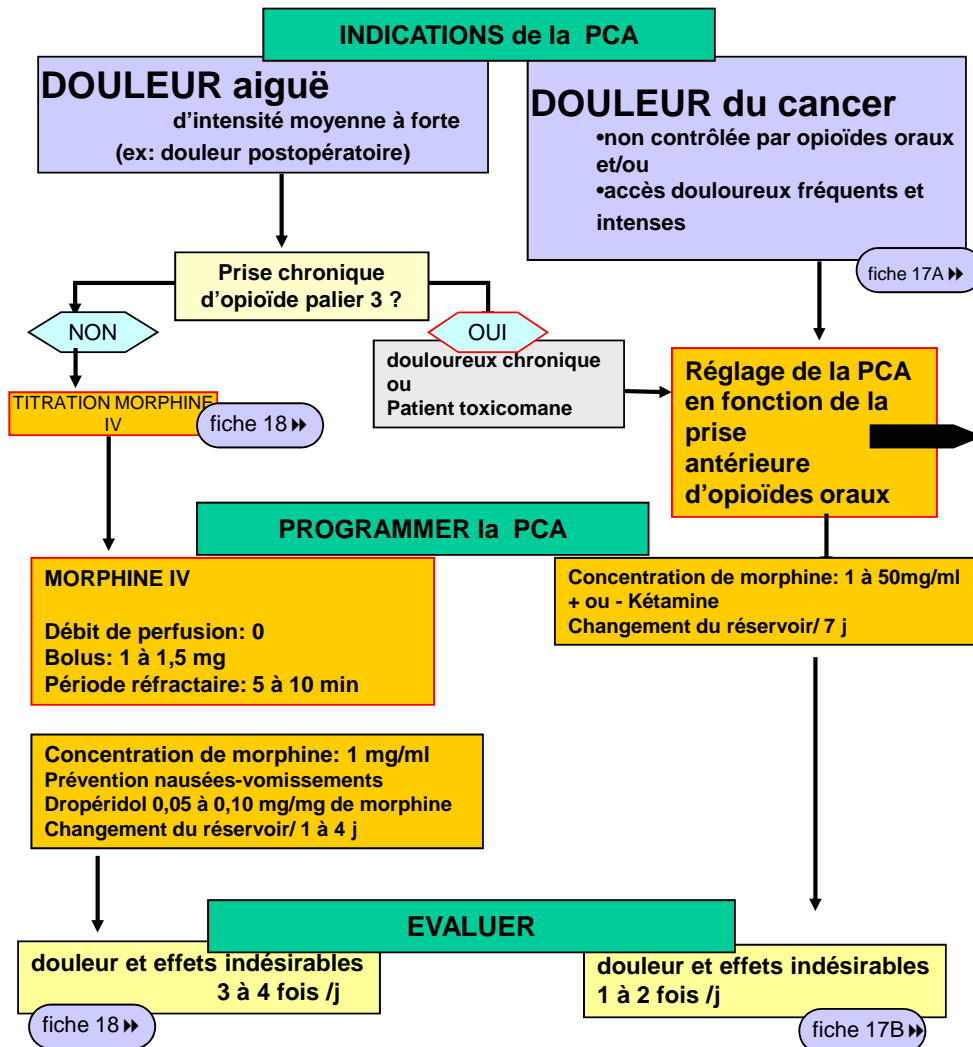 INDICATIONS de la PCA
DOULEUR aiguë
d'intensité moyenne à forte
(ex: douleur postopératoire)
DOULEUR du cancer
•non contrôlée par opioïdes oraux
et/ou
•accès douloureux fréquents et
intenses
fiche 17A
Prise chronique
d'opioïde palier 3 ?
NON
OUI
douloureux chronique
ou
Patient toxicomane
TITRATION MORPHINE
IV
fiche 18
Réglage de la PCA
en fonction de la
prise
antérieure
d'opioïdes oraux
PROGRAMMER la PCA
MORPHINE IV
Débit de perfusion: 0
Bolus: 1 à 1,5 mg
Période réfractaire: 5 à 10 min
Concentration de morphine: 1 à 50mg/ml
+ ou - Kétamine
Changement du réservoir/ 7 j
Concentration de morphine: 1 mg/ml
Prévention nausées-vomissements
Dropéridol 0,05 à 0,10 mg/mg de morphine
Changement du réservoir/ 1 à 4 j
EVALUER
douleur et effets indésirables
3 à 4 fois /j
fiche 18
douleur et effets indésirables
1 à 2 fois /j
fiche 17B